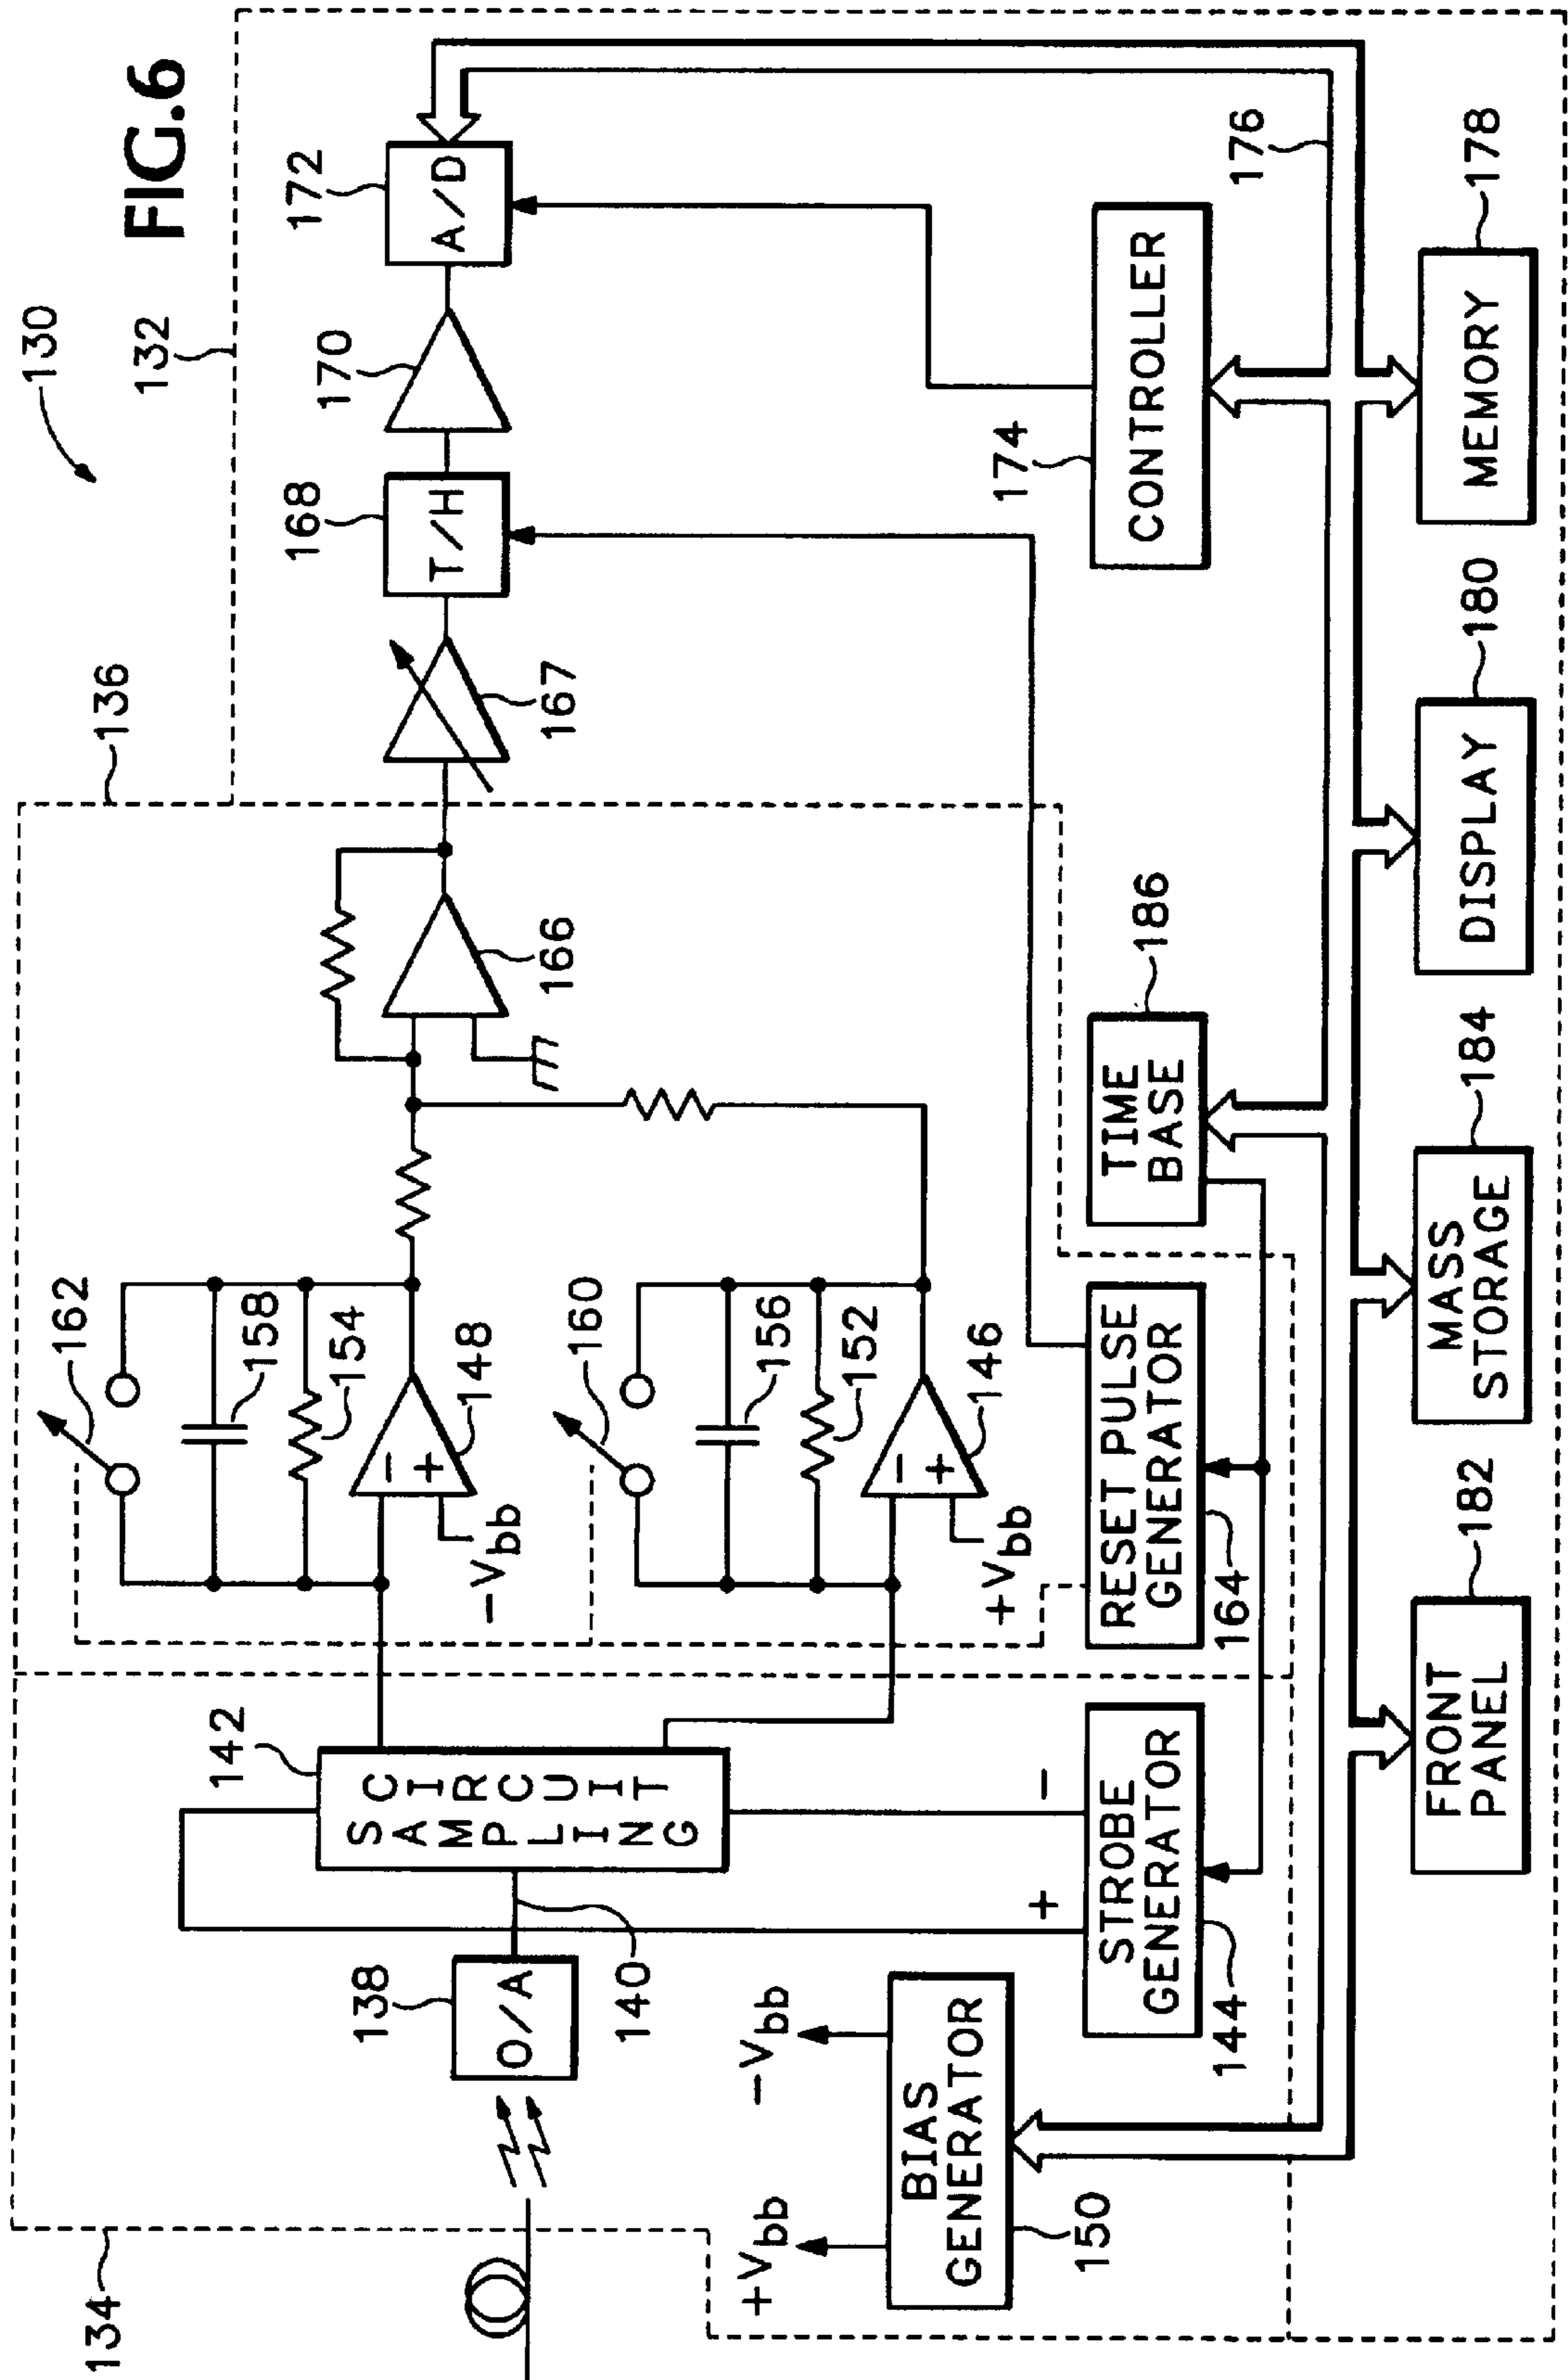 FIG.6
130
132
136
134
162
158
154
−
+
148
−Vbb
160
156
152
−
+
146
+Vbb
166
167
168
T/H
170
172
A/D
138
O/A
140
142
SAMPLING
CIRCUIT
+
−
+Vbb
−Vbb
BIAS
GENERATOR
150
STROBE
GENERATOR
144
RESET PULSE
GENERATOR
164
TIME
BASE
186
CONTROLLER
174
176
FRONT
PANEL
182
MASS
STORAGE
184
DISPLAY
180
MEMORY
178